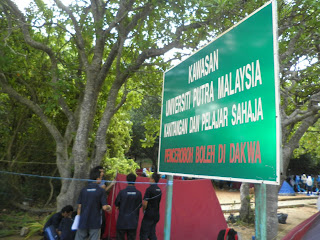 KAWASAN
UNIVERSITI PUTRA MALAYSIA
KAKITANGAN DAN PELAJAR SAHAJA
PENCEROBOH BOLEH DI DAKWA